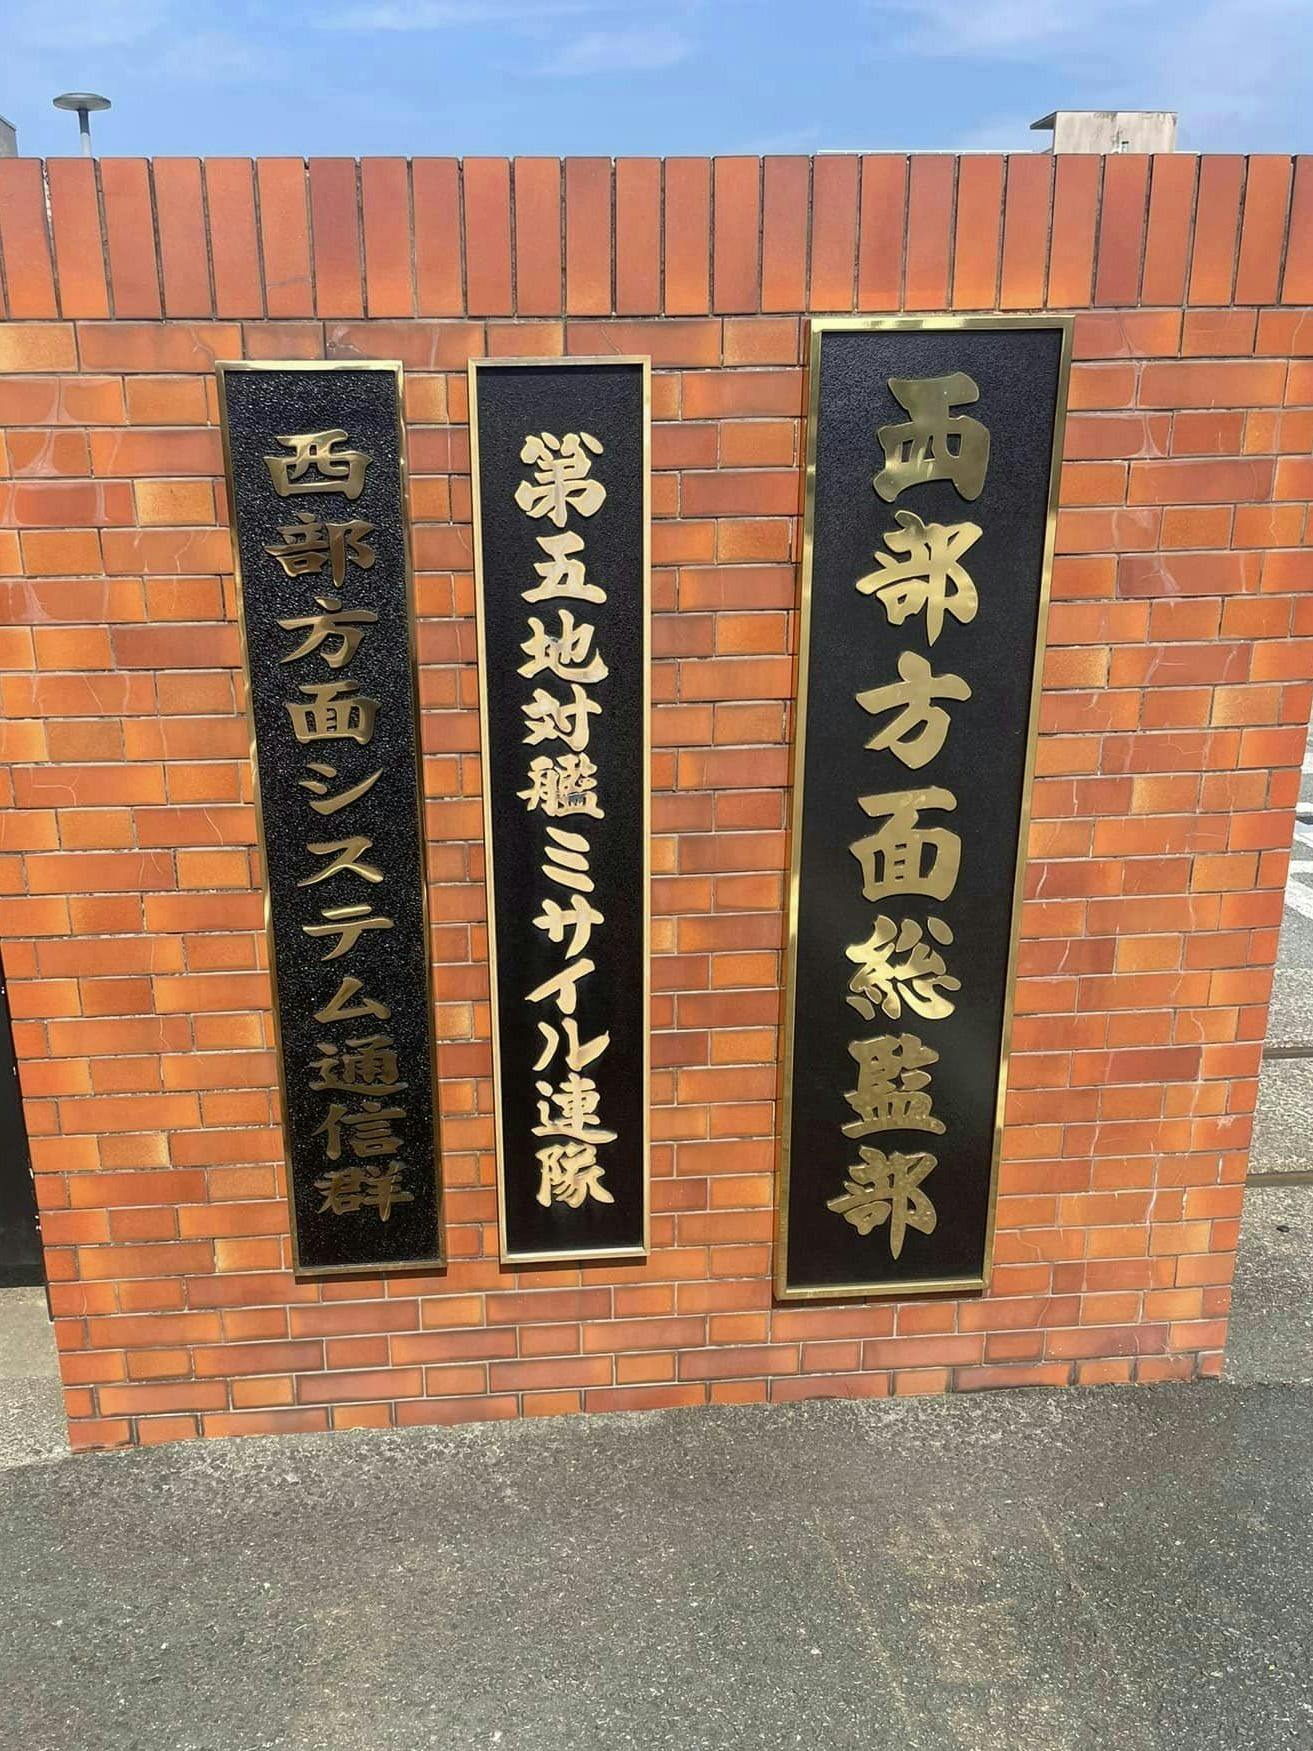 西部方面総監部
第五地対艦ミサイル連隊
西部方面システム通信群